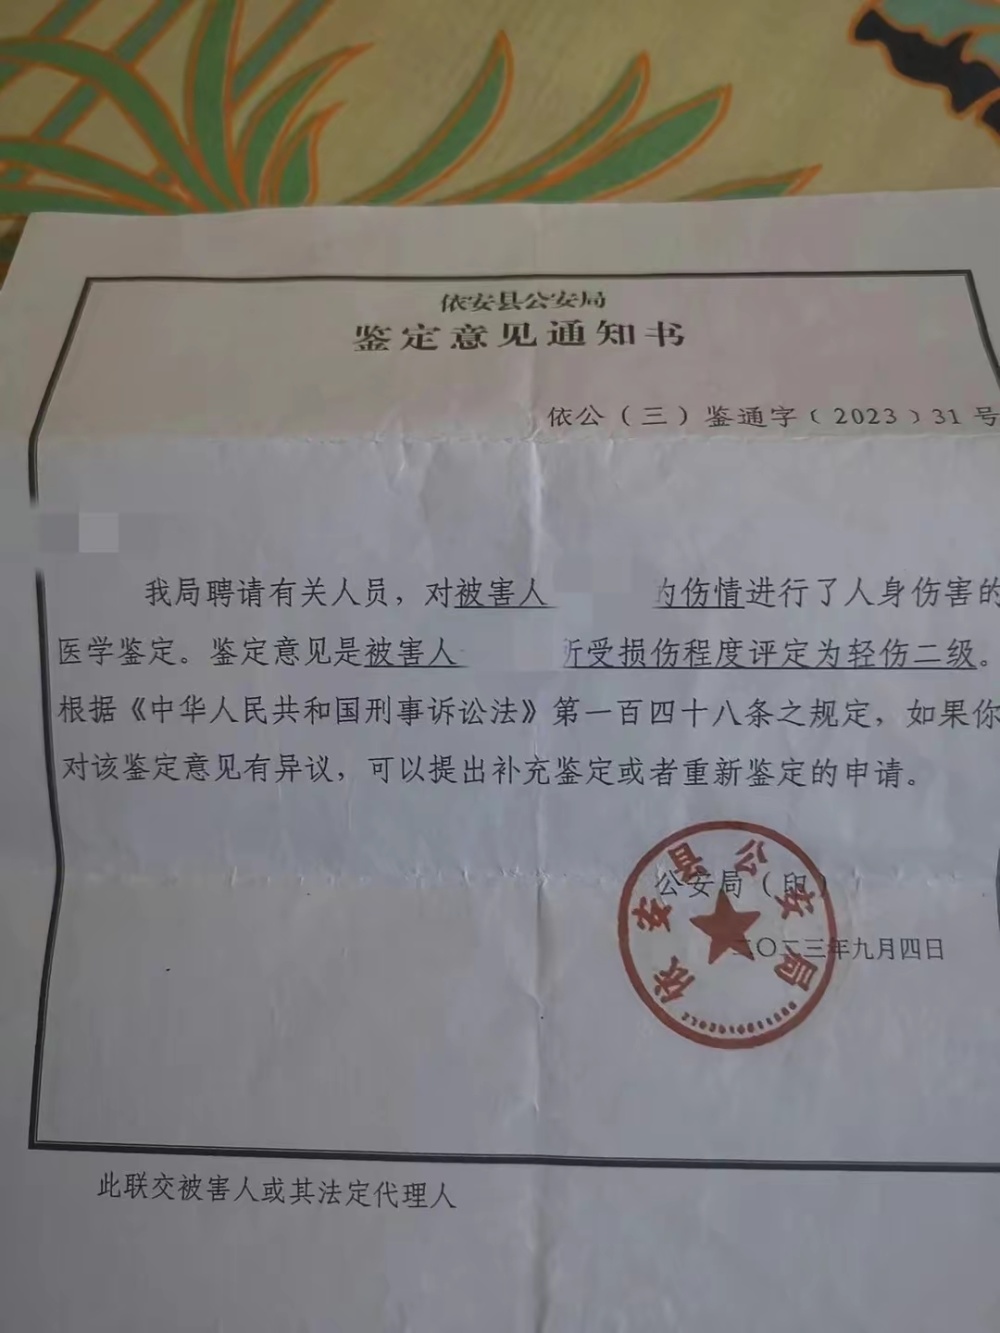 依安县公安局
鉴定意见通知书
依公（三）鉴通字﹝2023﹞31号
我局聘请有关人员，对被害人 的伤情进行了人身伤害的
医学鉴定。鉴定意见是被害人 所受损伤程度评定为轻伤二级。
根据《中华人民共和国刑事诉讼法》第一百四十八条之规定，如果你
对该鉴定意见有异议，可以提出补充鉴定或者重新鉴定的申请。
公安局（印）
依安县公安局
二〇二三年九月四日
此联交被害人或其法定代理人